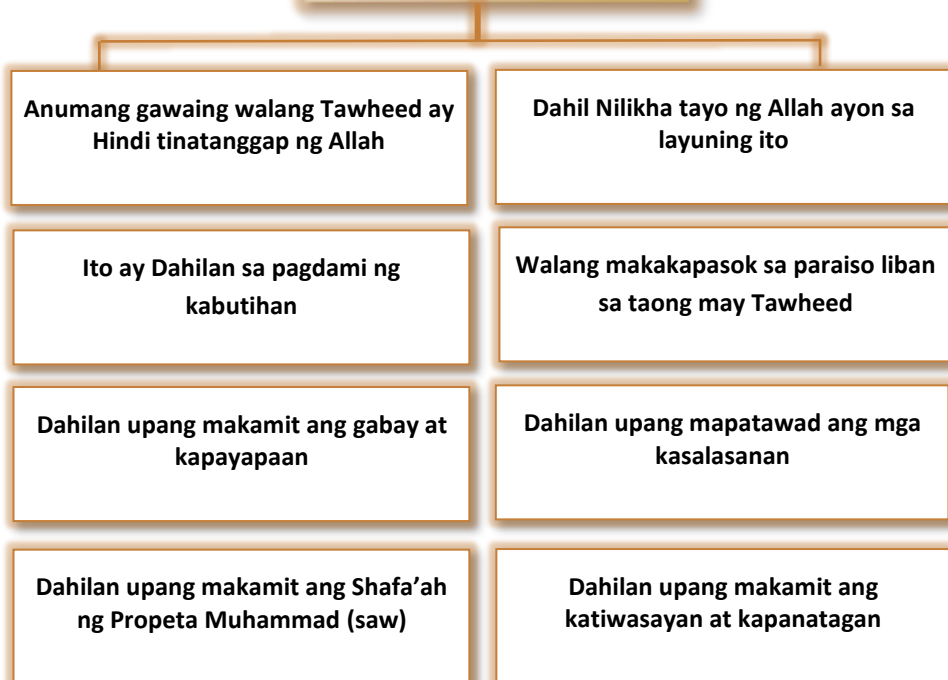 Anumang gawaing walang Tawheed ay
Hindi tinatanggap ng Allah
Dahil Nilikha tayo ng Allah ayon sa
layuning ito
Ito ay Dahilan sa pagdami ng
kabutihan
Walang makakapasok sa paraiso liban
sa taong may Tawheed
Dahilan upang makamit ang gabay at
kapayapaan
Dahilan upang mapatawad ang mga
kasalasanan
Dahilan upang makamit ang Shafa’ah
ng Propeta Muhammad (saw)
Dahilan upang makamit ang
katiwasayan at kapanatagan